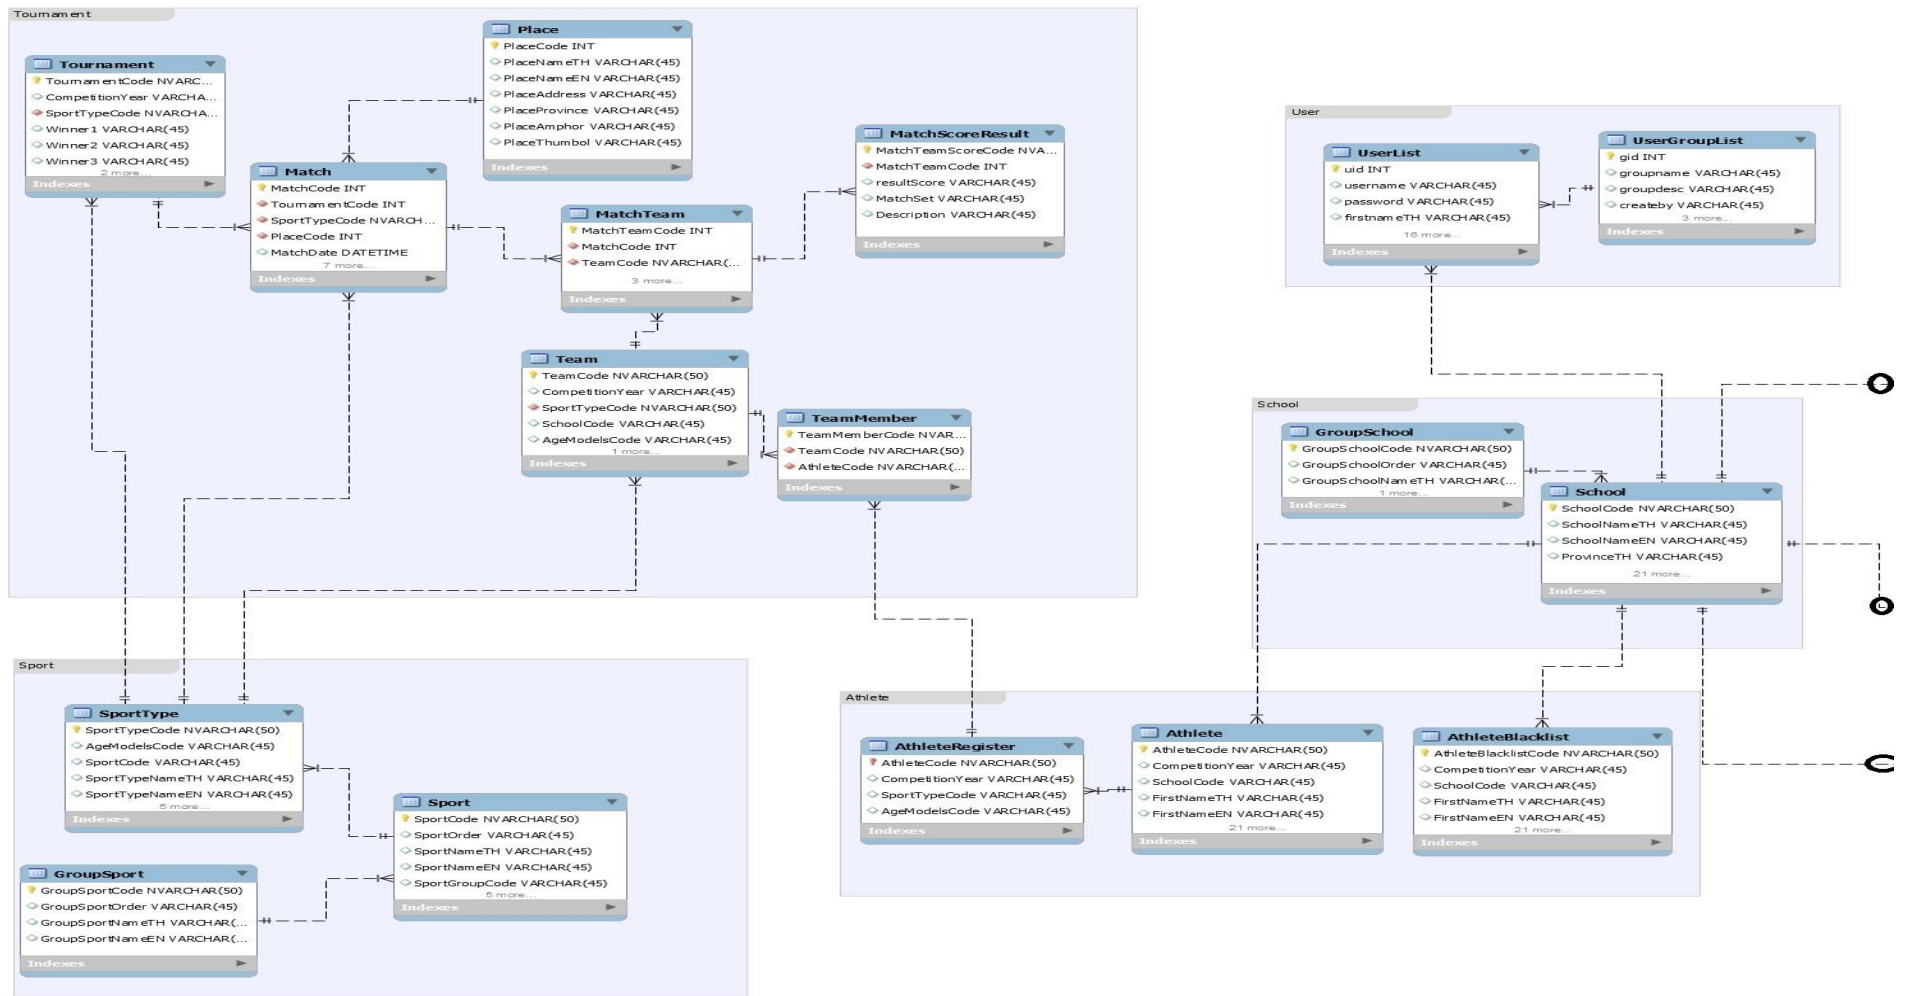 Tournament
Tournament
TournamentCode NVARC...
CompetitionYear VARCHA...
SportTypeCode NVARCHA...
Winner1 VARCHAR(45)
Winner2 VARCHAR(45)
Winner3 VARCHAR(45)
2 more...
Indexes
Place
PlaceCode INT
PlaceNameTH VARCHAR(45)
PlaceNameEN VARCHAR(45)
PlaceAddress VARCHAR(45)
PlaceProvince VARCHAR(45)
PlaceAmphor VARCHAR(45)
PlaceThumbol VARCHAR(45)
Indexes
Match
MatchCode INT
TournamentCode INT
SportTypeCode NVARCH...
PlaceCode INT
MatchDate DATETIME
7 more...
Indexes
MatchTeam
MatchTeamCode INT
MatchCode INT
TeamCode NVARCHAR(...
3 more...
Indexes
MatchScoreResult
MatchTeamScoreCode NVA...
MatchTeamCode INT
resultScore VARCHAR(45)
MatchSet VARCHAR(45)
Description VARCHAR(45)
Indexes
Team
TeamCode NVARCHAR(50)
CompetitionYear VARCHAR(45)
SportTypeCode NVARCHAR(50)
SchoolCode VARCHAR(45)
AgeModelsCode VARCHAR(45)
1 more...
Indexes
TeamMember
TeamMemberCode NVAR...
TeamCode NVARCHAR(50)
AthleteCode NVARCHAR(...
Indexes
User
UserList
uid INT
username VARCHAR(45)
password VARCHAR(45)
firstnameTH VARCHAR(45)
16 more...
Indexes
UserGroupList
gid INT
groupname VARCHAR(45)
groupdesc VARCHAR(45)
createby VARCHAR(45)
3 more...
Indexes
School
GroupSchool
GroupSchoolCode NVARCHAR(50)
GroupSchoolOrder VARCHAR(45)
GroupSchoolNameTH VARCHAR(...
1 more...
Indexes
School
SchoolCode NVARCHAR(50)
SchoolNameTH VARCHAR(45)
SchoolNameEN VARCHAR(45)
ProvinceTH VARCHAR(45)
21 more...
Indexes
Sport
SportType
SportTypeCode NVARCHAR(50)
AgeModelsCode VARCHAR(45)
SportCode VARCHAR(45)
SportTypeNameTH VARCHAR(45)
SportTypeNameEN VARCHAR(45)
5 more...
Indexes
Sport
SportCode NVARCHAR(50)
SportOrder VARCHAR(45)
SportNameTH VARCHAR(45)
SportNameEN VARCHAR(45)
SportGroupCode VARCHAR(45)
5 more...
Indexes
GroupSport
GroupSportCode NVARCHAR(50)
GroupSportOrder VARCHAR(45)
GroupSportNameTH VARCHAR(...
GroupSportNameEN VARCHAR(...
Indexes
Athlete
AthleteRegister
AthleteCode NVARCHAR(50)
CompetitionYear VARCHAR(45)
SportTypeCode VARCHAR(45)
AgeModelsCode VARCHAR(45)
Indexes
Athlete
AthleteCode NVARCHAR(50)
CompetitionYear VARCHAR(45)
SchoolCode VARCHAR(45)
FirstNameTH VARCHAR(45)
FirstNameEN VARCHAR(45)
21 more...
Indexes
AthleteBlacklist
AthleteBlacklistCode NVARCHAR(50)
CompetitionYear VARCHAR(45)
SchoolCode VARCHAR(45)
FirstNameTH VARCHAR(45)
FirstNameEN VARCHAR(45)
21 more...
Indexes